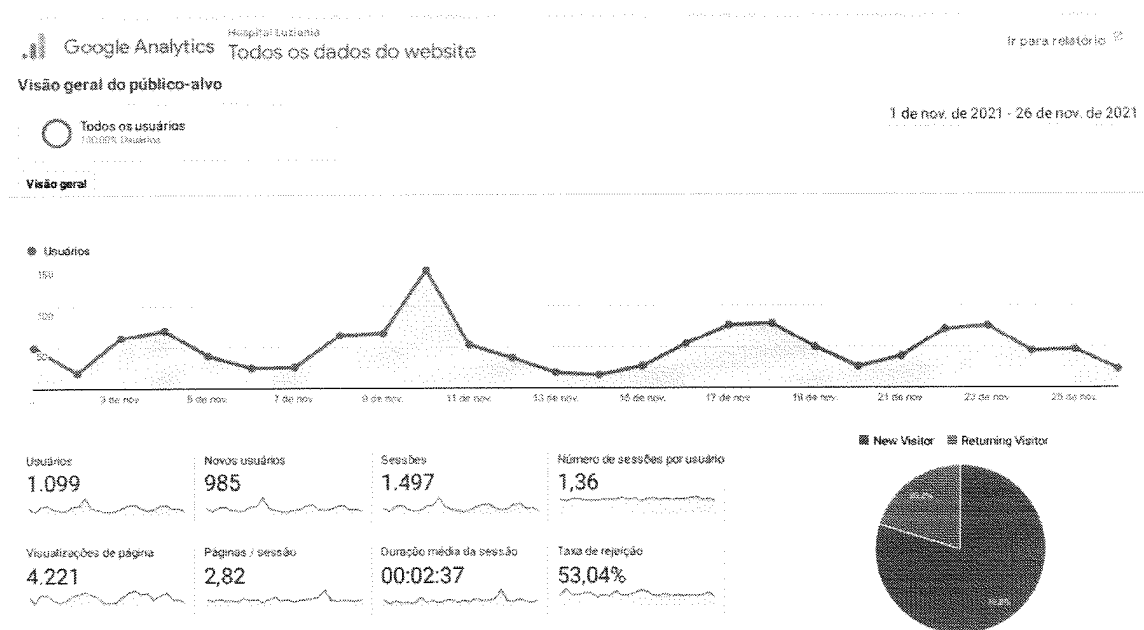 Google Analytics
Hospital Luziania
Todos os dados do website
Ir para relatório
Visão geral do público-alvo
Todos os usuários
100,00% Usuários
1 de nov. de 2021 - 26 de nov. de 2021
Visão geral
Usuários
150
100
50
3 de nov.
5 de nov.
7 de nov.
9 de nov.
11 de nov.
13 de nov.
15 de nov.
17 de nov.
19 de nov.
21 de nov.
23 de nov.
25 de nov.
New Visitor
Returning Visitor
Usuários
1.099
Novos usuários
985
Sessões
1.497
Número de sessões por usuário
1,36
Visualizações de página
4.221
Páginas / sessão
2,82
Duração média da sessão
00:02:37
Taxa de rejeição
53,04%